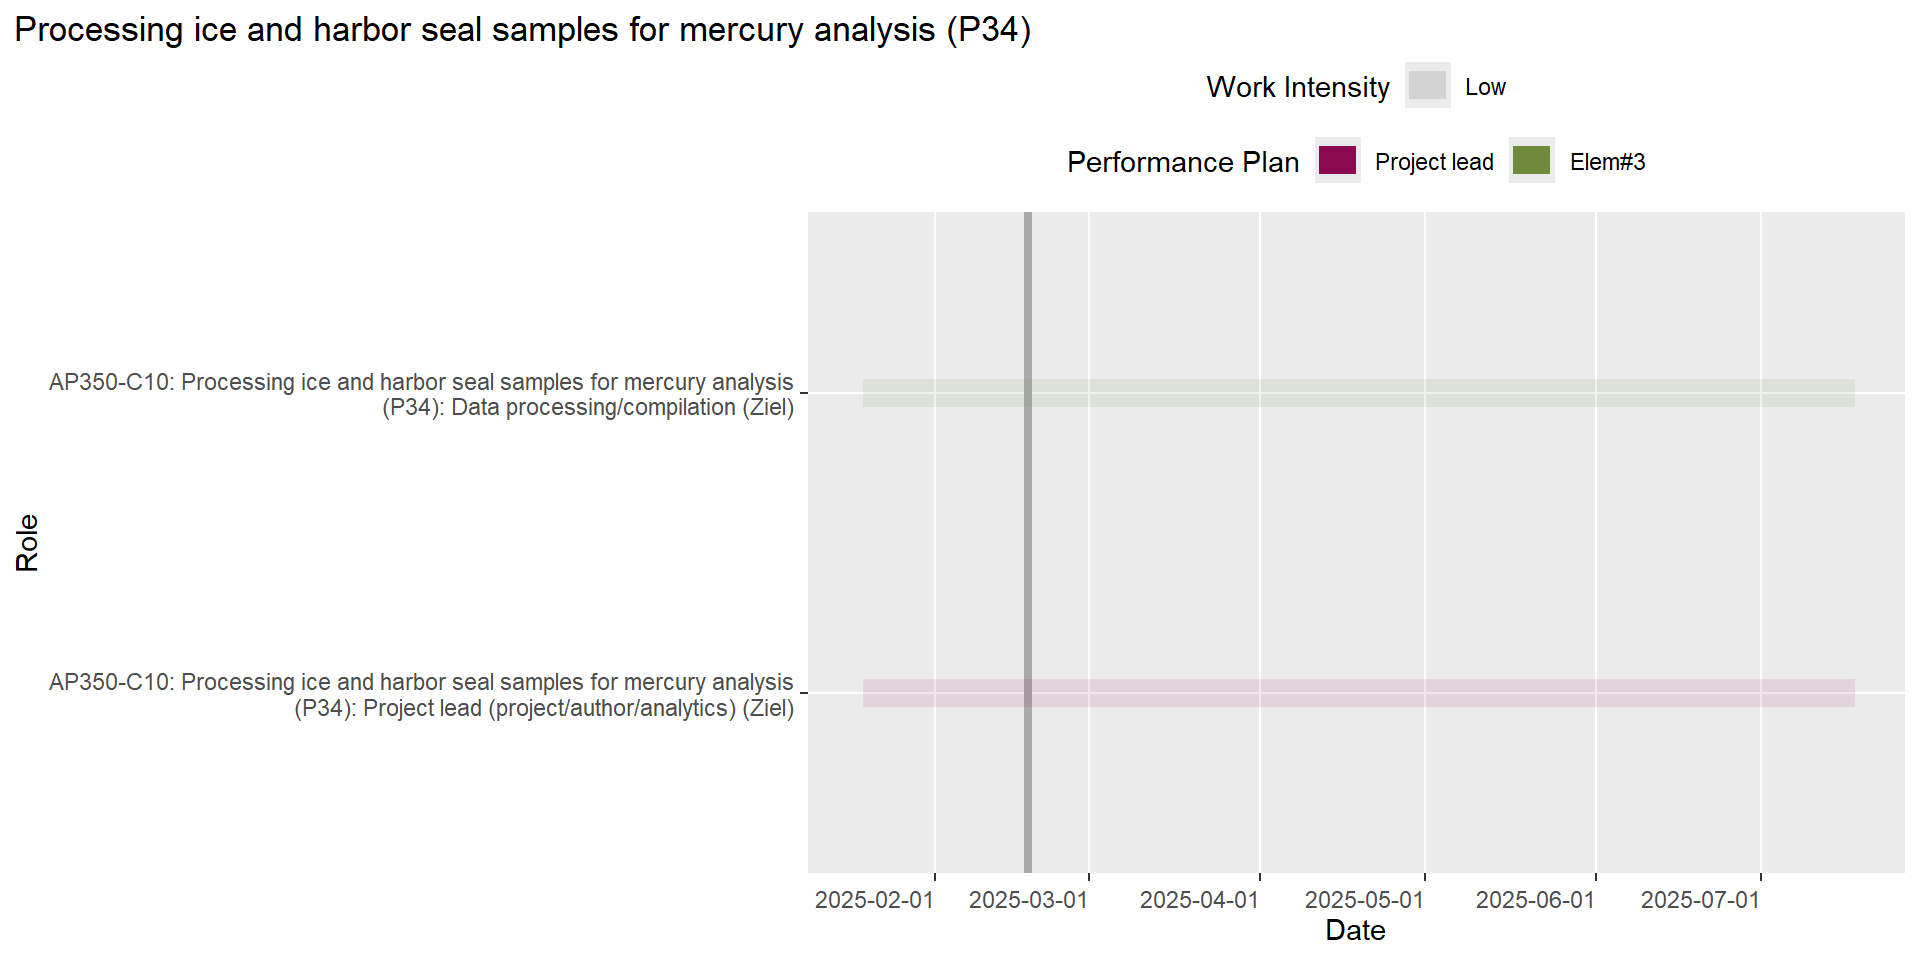 Processing ice and harbor seal samples for mercury analysis (P34)
Work Intensity Low
Performance Plan Project lead Elem#3
AP350-C10: Processing ice and harbor seal samples for mercury analysis
(P34): Data processing/compilation (Ziel)
Role
AP350-C10: Processing ice and harbor seal samples for mercury analysis
(P34): Project lead (project/author/analytics) (Ziel)
2025-02-01 2025-03-01 2025-04-01 2025-05-01 2025-06-01 2025-07-01
Date